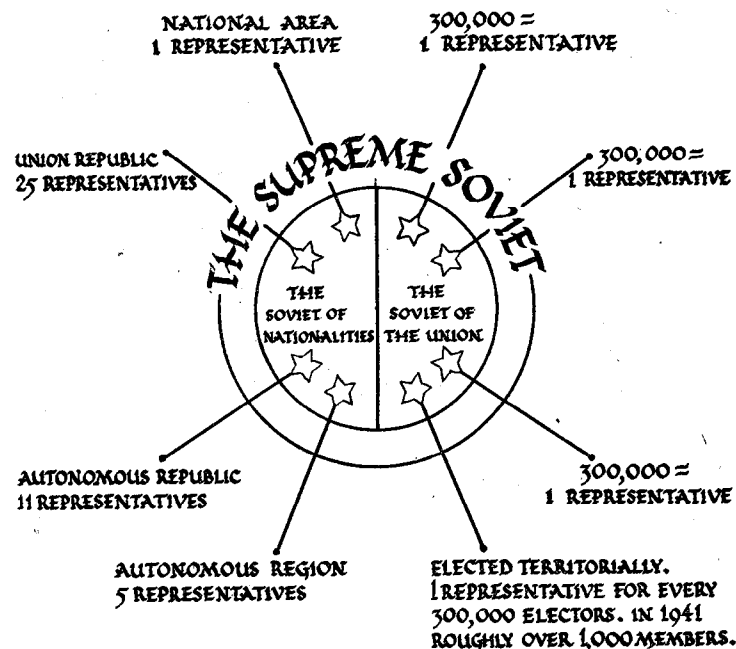 NATIONAL AREA
1 REPRESENTATIVE
300,000 =
1 REPRESENTATIVE
UNION REPUBLIC
25 REPRESENTATIVES
300,000 =
1 REPRESENTATIVE
THE SUPREME SOVIET
THE
SOVIET OF
NATIONALITIES
THE
SOVIET OF
THE UNION
AUTONOMOUS REPUBLIC
11 REPRESENTATIVES
300,000 =
1 REPRESENTATIVE
AUTONOMOUS REGION
5 REPRESENTATIVES
ELECTED TERRITORIALLY.
1 REPRESENTATIVE FOR EVERY
300,000 ELECTORS. IN 1941
ROUGHLY OVER 1,000 MEMBERS.